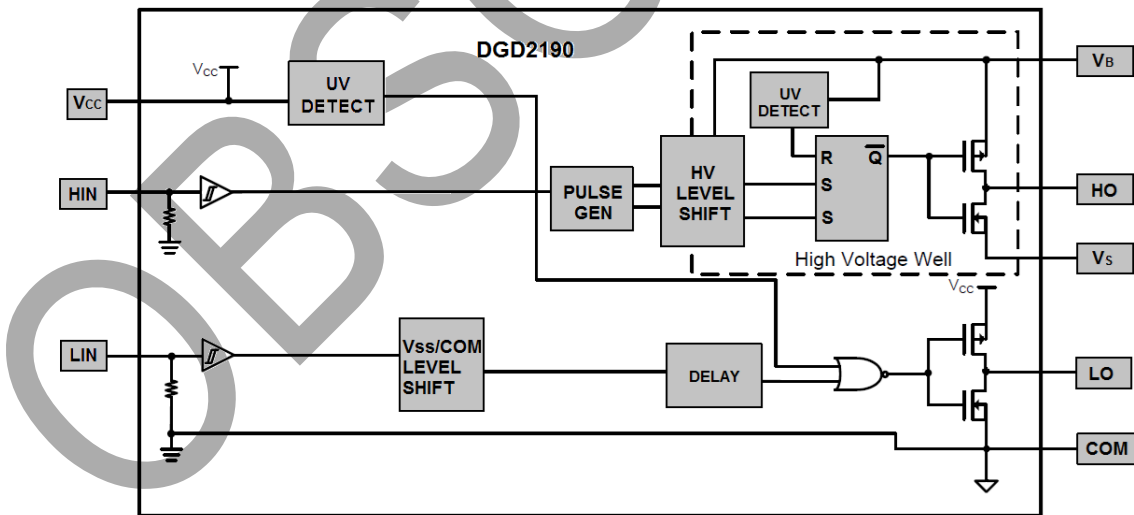 OBSO
DGD2190
VCC
VCC
UV
DETECT
UV
DETECT
VB
HIN
PULSE
GEN
HV
LEVEL
SHIFT
R
Q
S
S
HO
High Voltage Well
VS
VCC
LIN
Vss/COM
LEVEL
SHIFT
DELAY
LO
COM